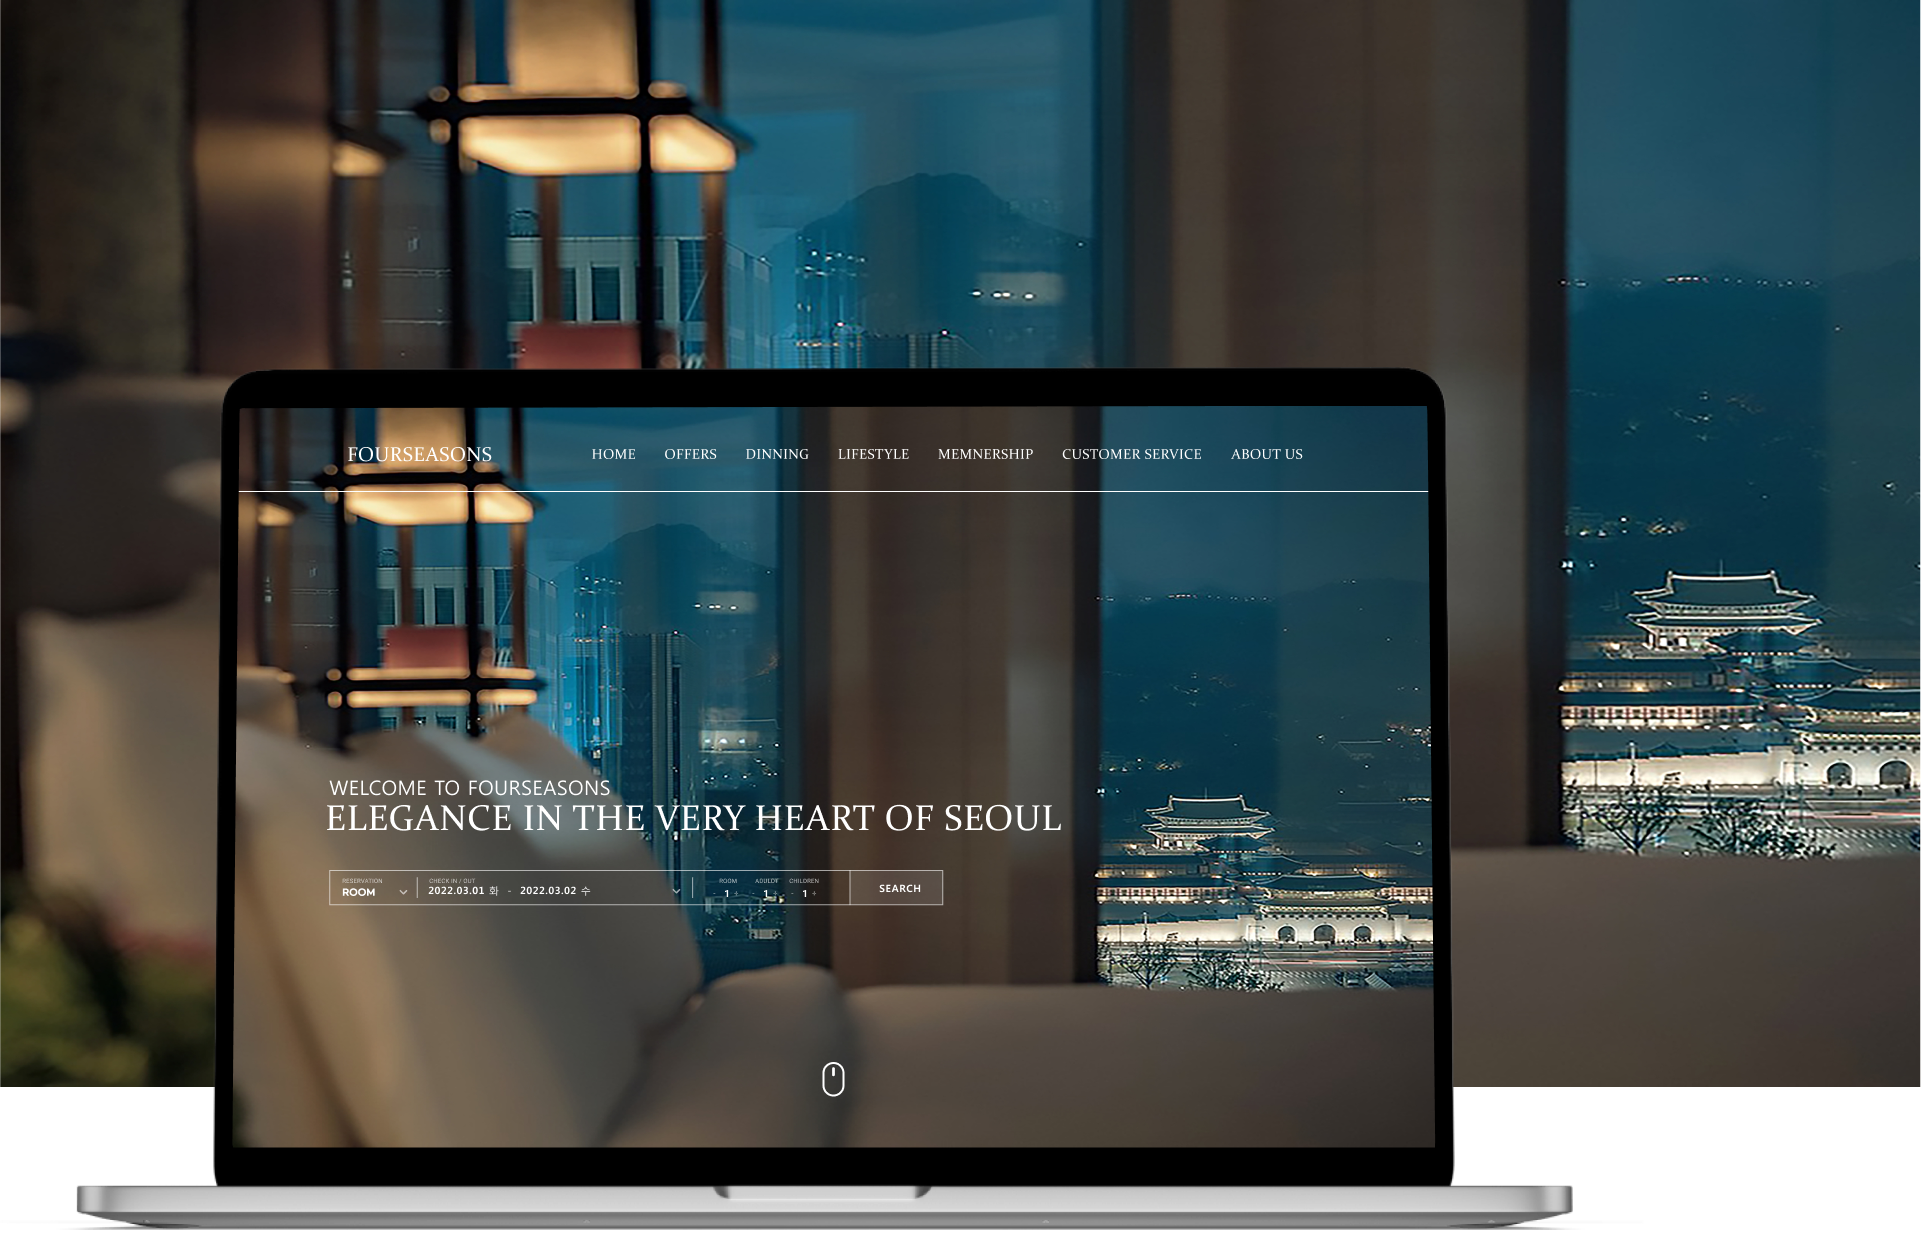 FOURSEASONS HOME OFFERS DINNING LIFESTYLE MEMNERSHIP CUSTOMER SERVICE ABOUT US
WELCOME TO FOURSEASONS
ELEGANCE IN THE VERY HEART OF SEOUL
RESERVATION CHECK IN / OUT ROOM ADULDT CHILDREN
ROOM 2022.03.01 화 - 2022.03.02 수 - 1 + - 1 + - 1 + SEARCH